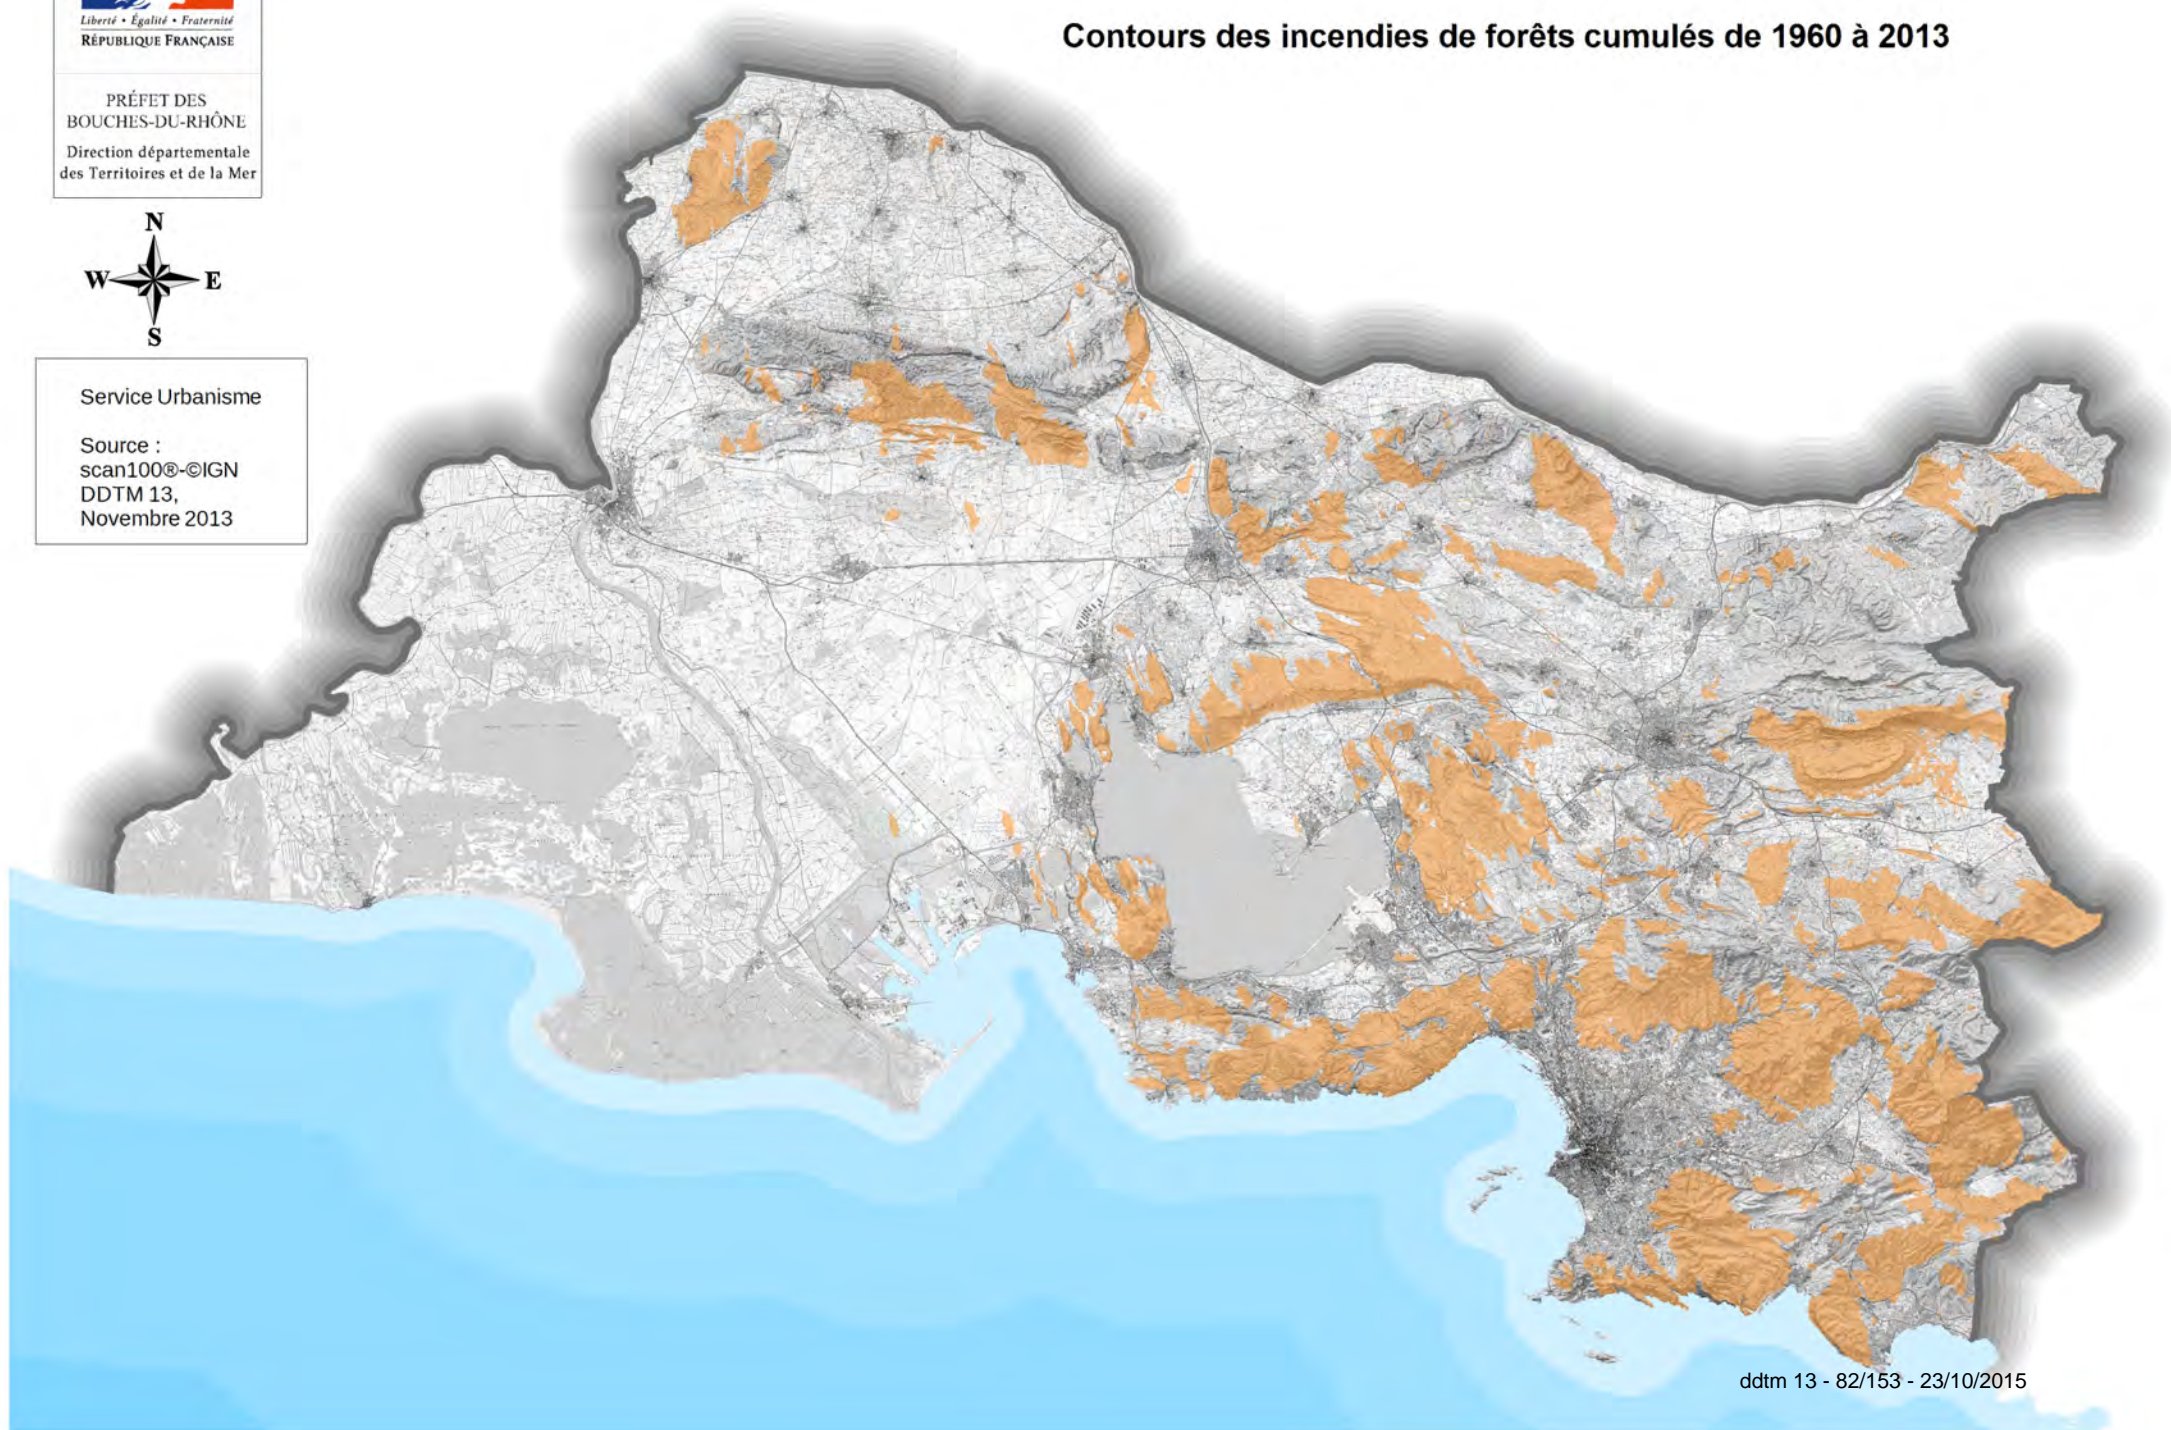 Contours des incendies de forêts cumulés de 1960 à 2013
Liberté • Égalité • Fraternité
RÉPUBLIQUE FRANÇAISE
PRÉFET DES
BOUCHES-DU-RHÔNE
Direction départementale
des Territoires et de la Mer
N
W E
S
Service Urbanisme
Source :
scan100®-©IGN
DDTM 13,
Novembre 2013
ddtm 13 - 82/153 - 23/10/2015